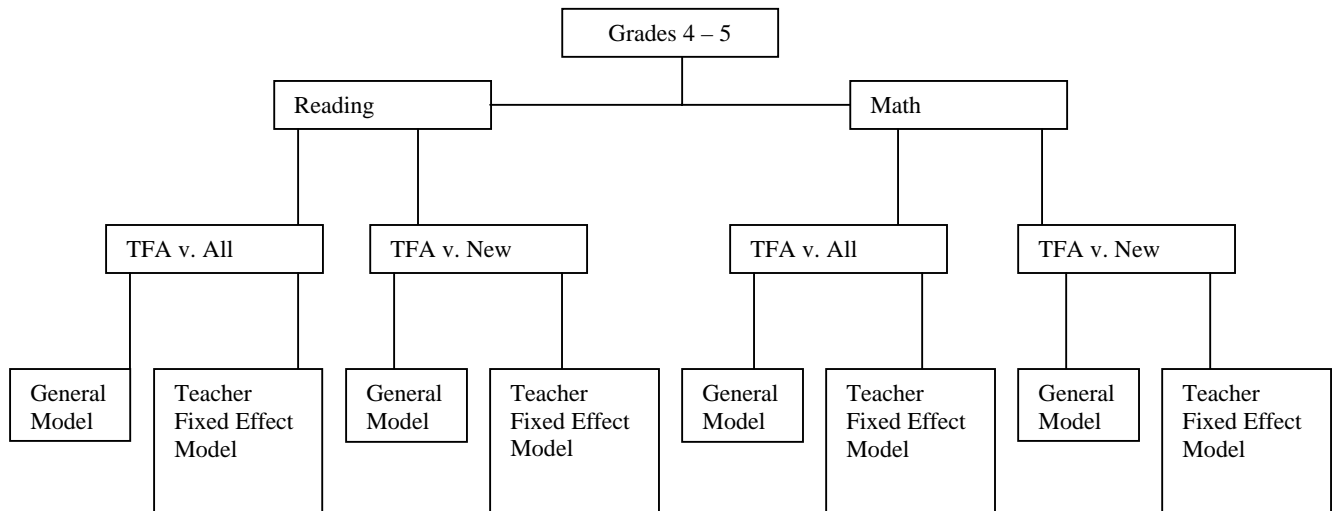 Grades 4 – 5
Reading
Math
TFA v. All
TFA v. New
TFA v. All
TFA v. New
General
Model
Teacher
Fixed Effect
Model
General
Model
Teacher
Fixed Effect
Model
General
Model
Teacher
Fixed Effect
Model
General
Model
Teacher
Fixed Effect
Model